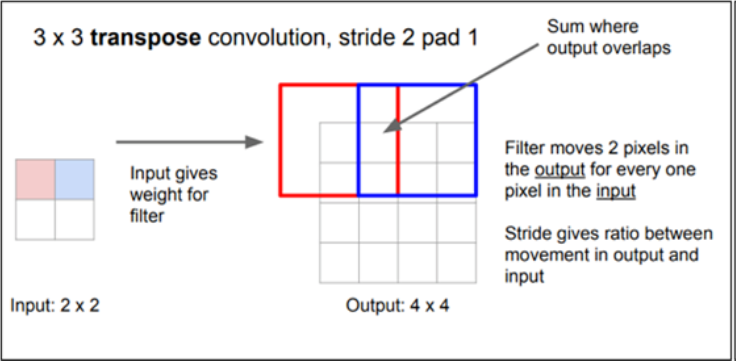 3 x 3 transpose convolution, stride 2 pad 1
Sum where
output overlaps
Input gives
weight for
filter
Filter moves 2 pixels in
the output for every one
pixel in the input
Stride gives ratio between
movement in output and
input
Input: 2 x 2
Output: 4 x 4